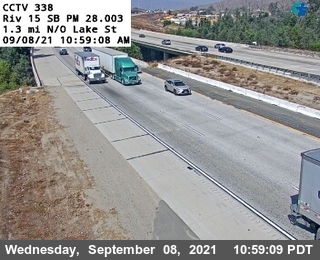 CCTV 338
Riv 15 SB PM 28.003
1.3 mi N/O Lake St
09/08/21 10:59:08 AM
Wednesday, September 08, 2021 10:59:09 PDT